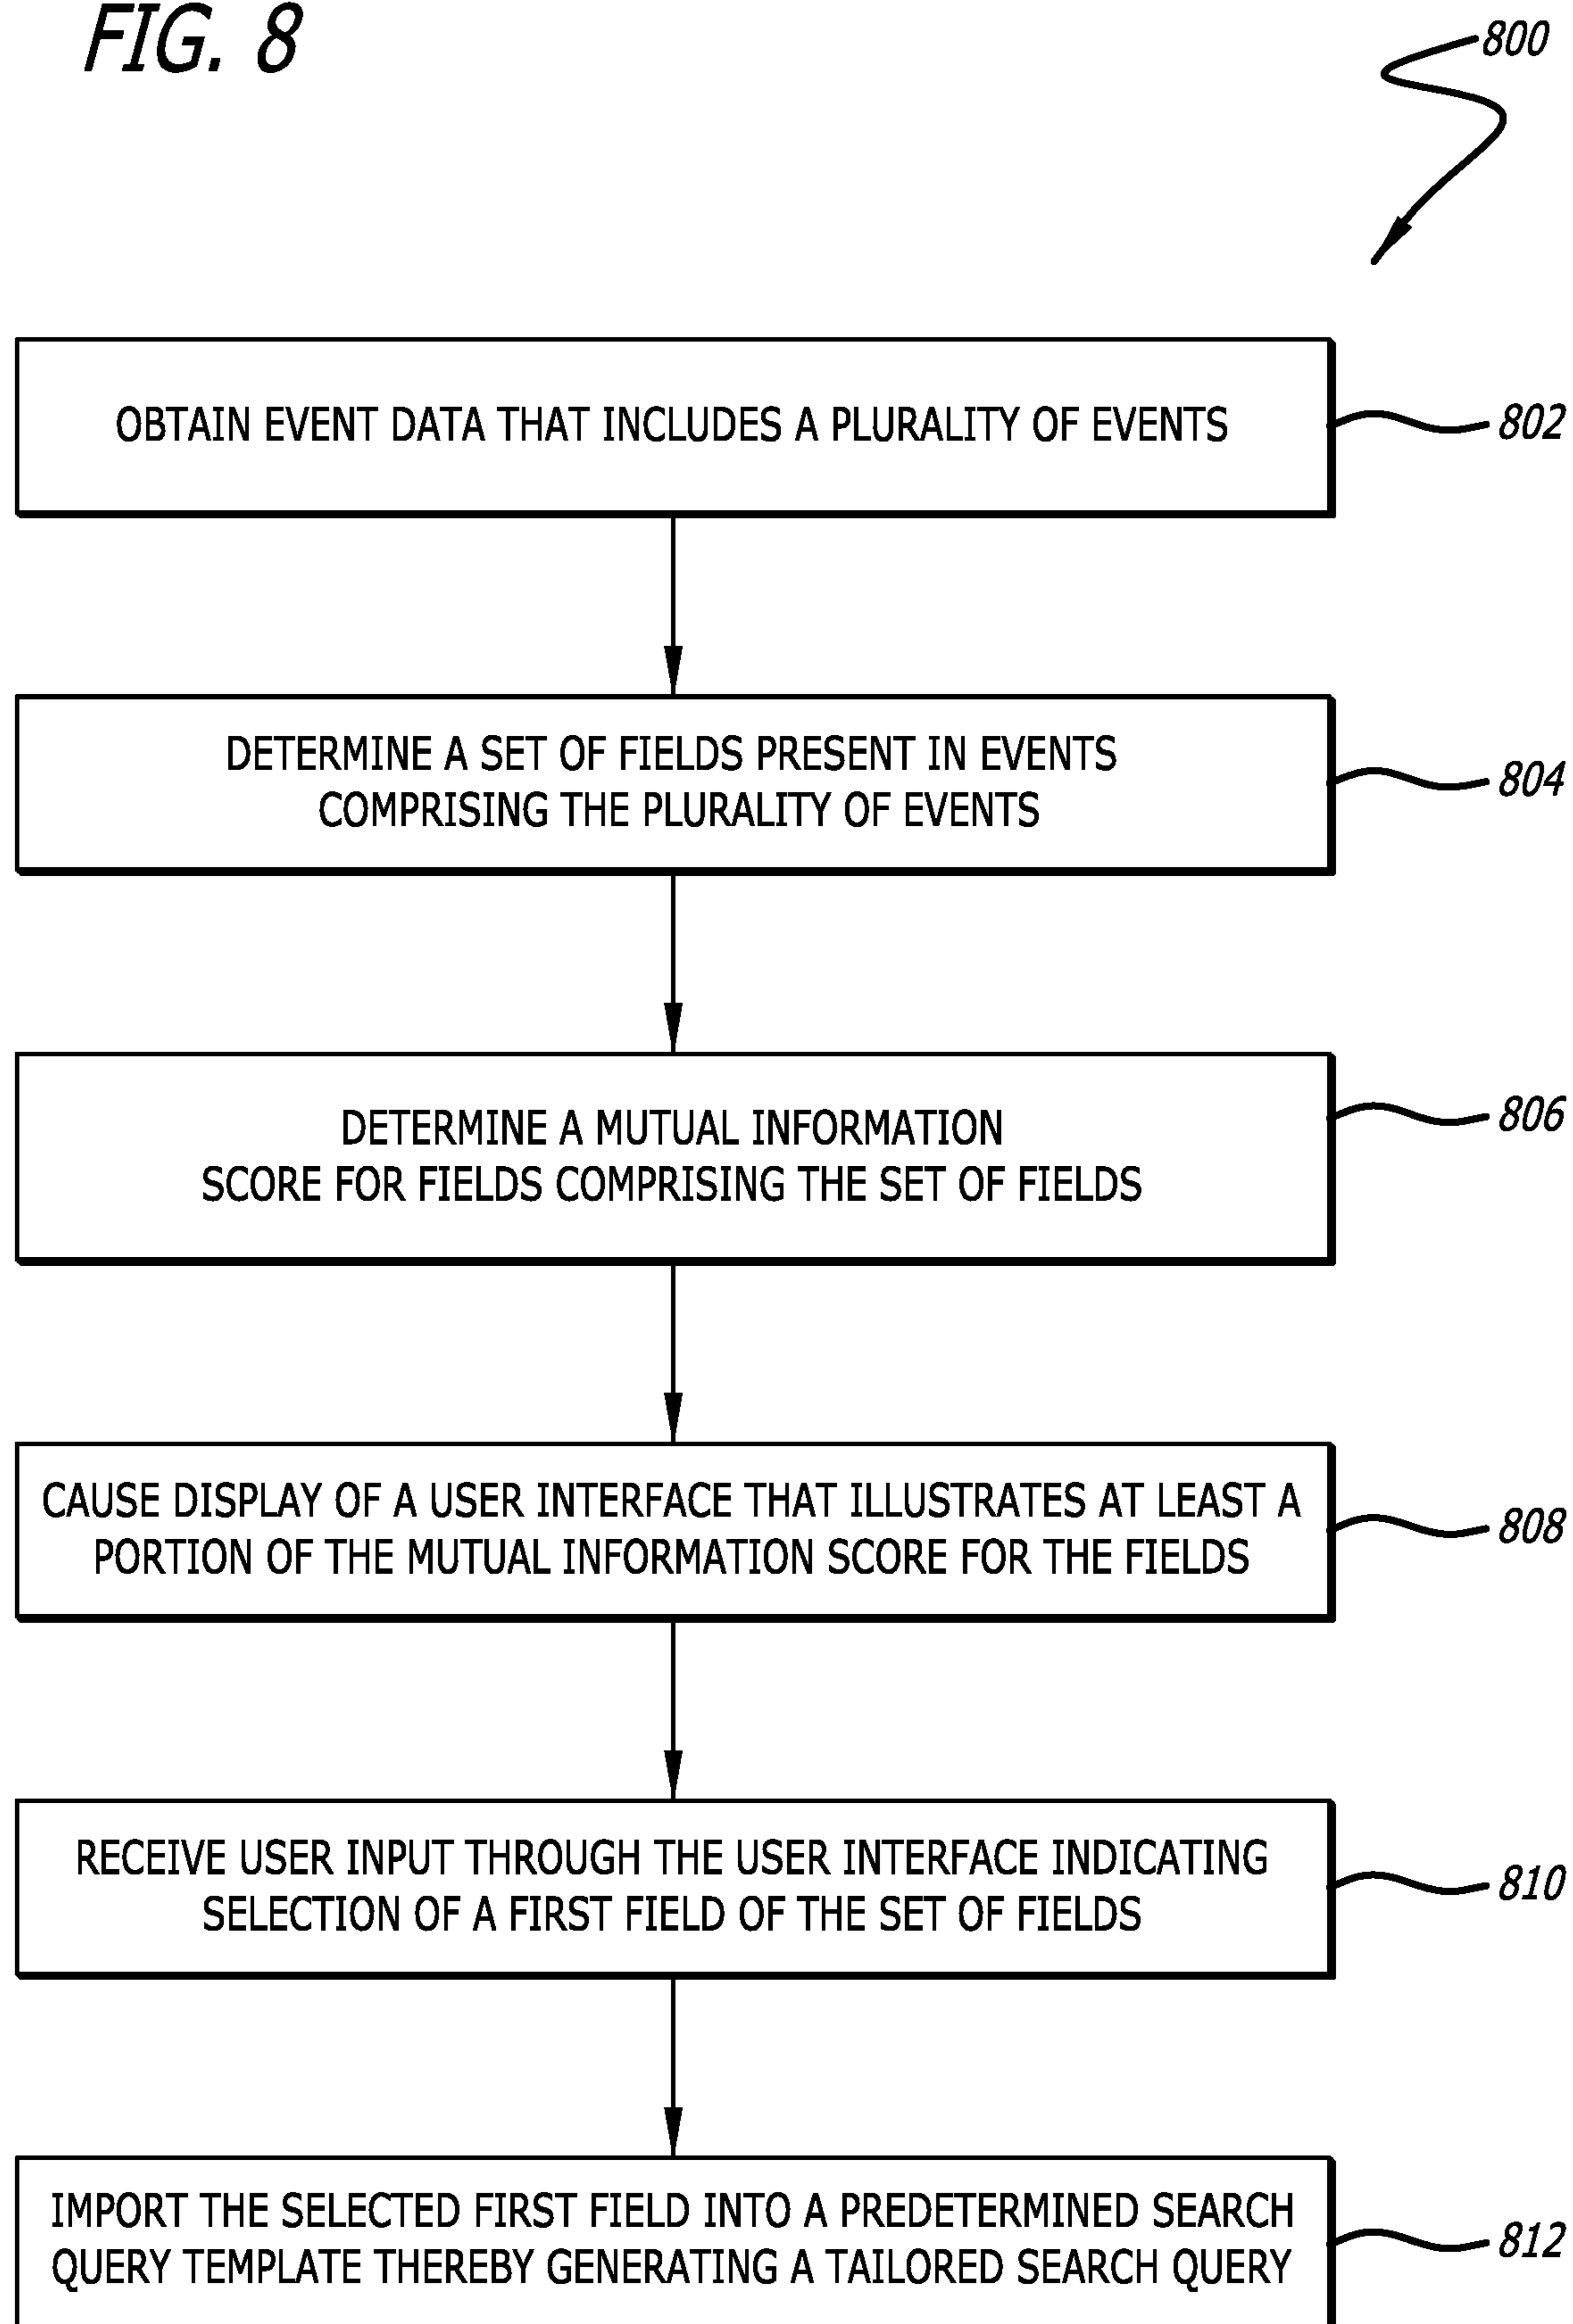 FIG. 8
800
OBTAIN EVENT DATA THAT INCLUDES A PLURALITY OF EVENTS
802
DETERMINE A SET OF FIELDS PRESENT IN EVENTS
COMPRISING THE PLURALITY OF EVENTS
804
DETERMINE A MUTUAL INFORMATION
SCORE FOR FIELDS COMPRISING THE SET OF FIELDS
806
CAUSE DISPLAY OF A USER INTERFACE THAT ILLUSTRATES AT LEAST A
PORTION OF THE MUTUAL INFORMATION SCORE FOR THE FIELDS
808
RECEIVE USER INPUT THROUGH THE USER INTERFACE INDICATING
SELECTION OF A FIRST FIELD OF THE SET OF FIELDS
810
IMPORT THE SELECTED FIRST FIELD INTO A PREDETERMINED SEARCH
QUERY TEMPLATE THEREBY GENERATING A TAILORED SEARCH QUERY
812